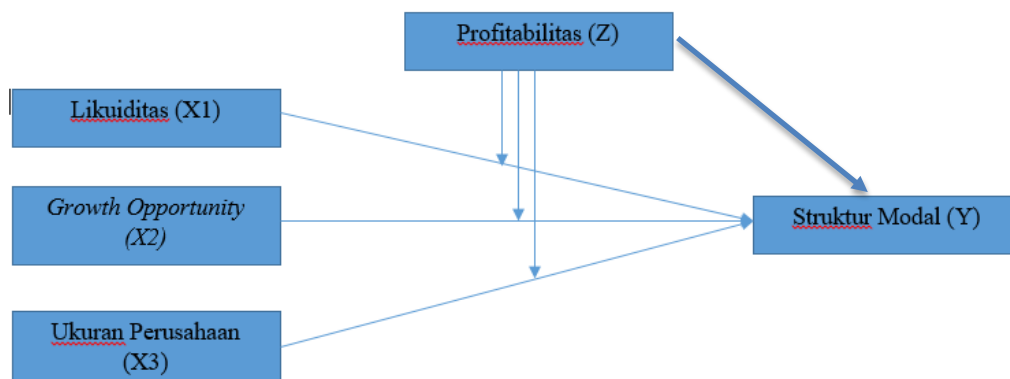 Profitabilitas (Z)
Likuiditas (X1)
Growth Opportunity
(X2)
Struktur Modal (Y)
Ukuran Perusahaan
(X3)